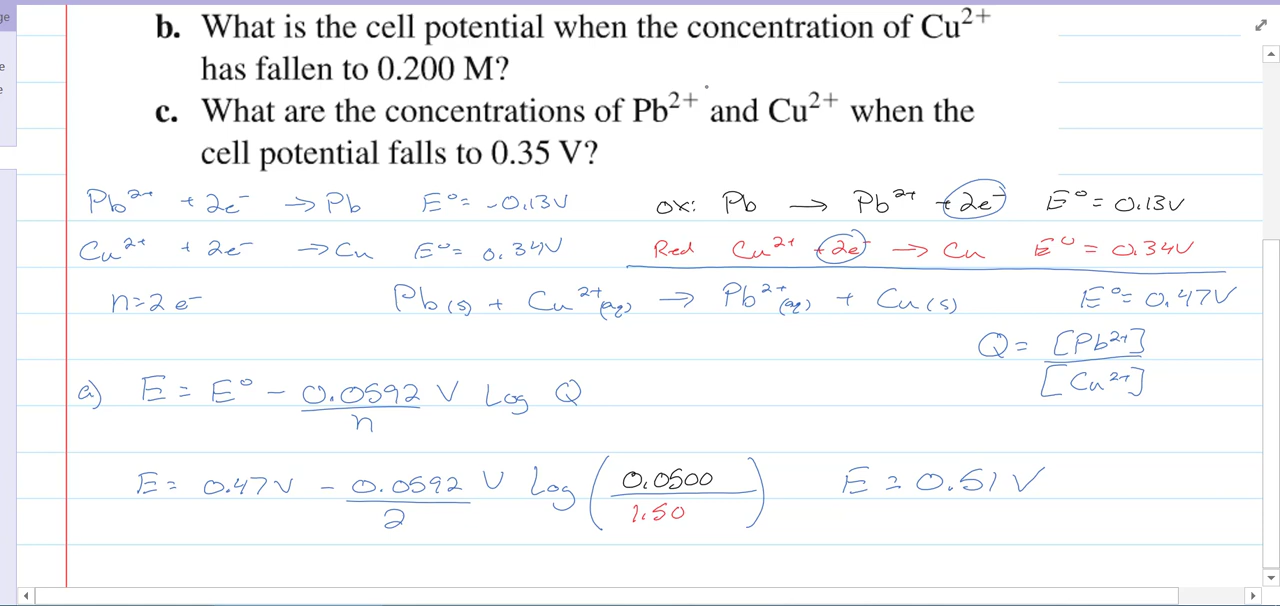 ge
b. What is the cell potential when the concentration of Cu²⁺
has fallen to 0.200 M?
e
e
c. What are the concentrations of Pb²⁺ and Cu²⁺ when the
cell potential falls to 0.35 V?
Pb²⁺ + 2e⁻ → Pb E° = -0.13V ox: Pb → Pb²⁺ + 2e⁻ E° = 0.13V
Cu²⁺ + 2e⁻ → Cu E° = 0.34V Red Cu²⁺ + 2e⁻ → Cu E° = 0.34V
n=2e⁻ Pb(s) + Cu²⁺(aq) → Pb²⁺(aq) + Cu(s) E° = 0.47V
Q = [Pb²⁺] / [Cu²⁺]
a) E = E° - 0.0592/n V Log Q
E = 0.47V - 0.0592/2 V Log (0.0500/1.50) E = 0.51V